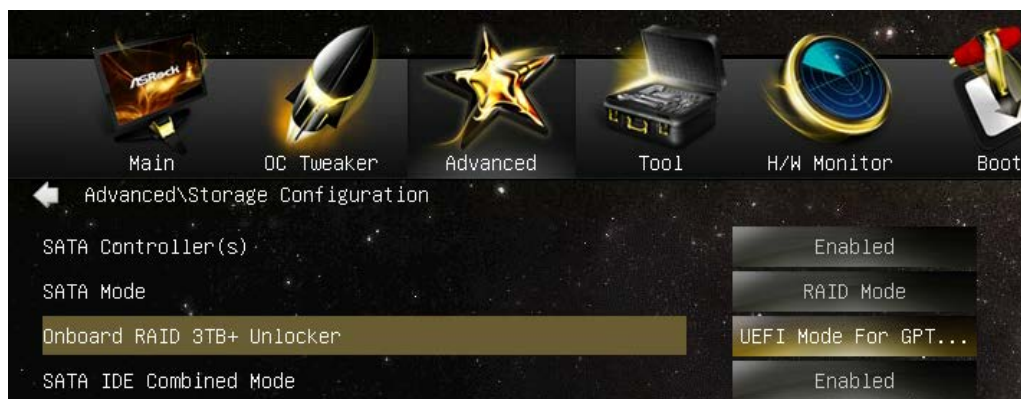 ASRock
Main OC Tweaker Advanced Tool H/W Monitor Boot
Advanced\Storage Configuration
SATA Controller(s) Enabled
SATA Mode RAID Mode
Onboard RAID 3TB+ Unlocker UEFI Mode For GPT...
SATA IDE Combined Mode Enabled